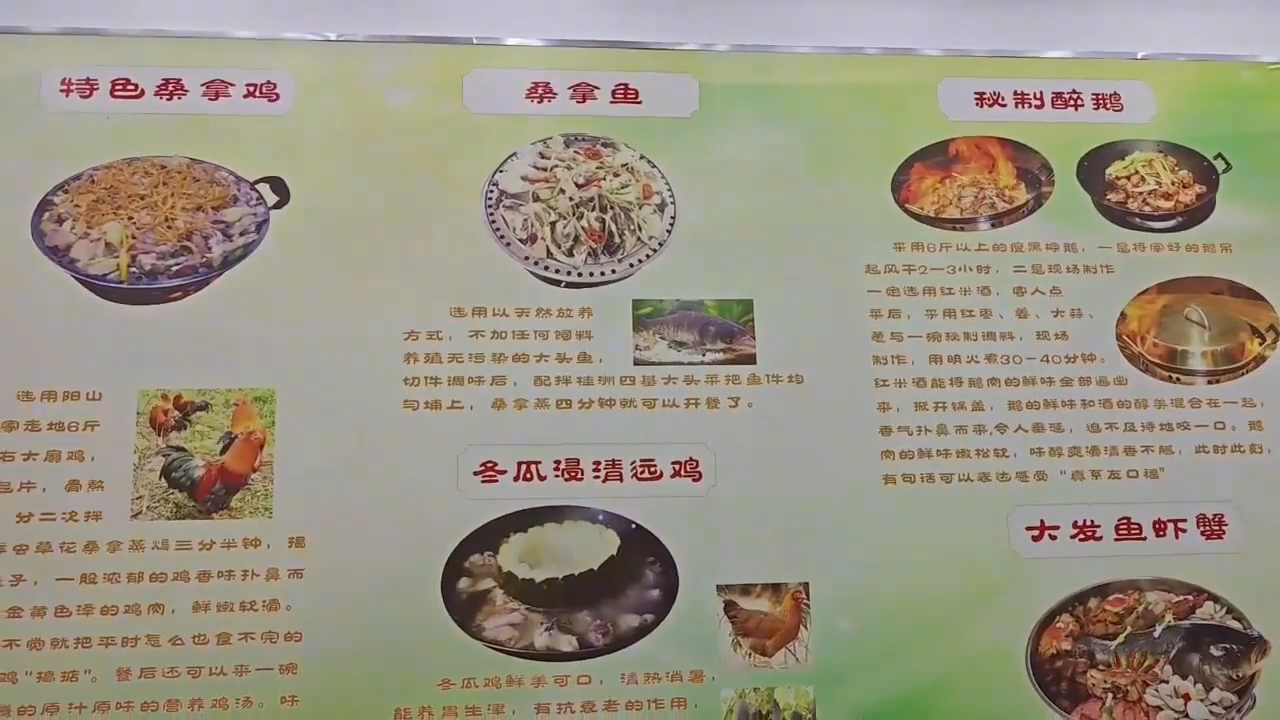 特色桑拿鸡
选用阳山
家走地6斤
右大扇鸡，
包片，骨熬
分二次拌
虫草花桑拿蒸焗三分半钟，揭
子，一股浓郁的鸡香味扑鼻而
金黄色泽的鸡肉，鲜嫩软滑。
不觉就把平时怎么也食不完的
鸡“搞掂”。餐后还可以来一碗
的原汁原味的营养鸡汤。味
桑拿鱼
选用以天然放养
方式，不加任何饲料
养殖无污染的大头鱼，
切件调味后，配拌桂洲四基大头菜把鱼件均
匀埔上，桑拿蒸四分钟就可以开餐了。
冬瓜浸清远鸡
冬瓜鸡鲜美可口，清热消暑，
能养胃生津，有抗衰老的作用，
秘制醉鹅
采用6斤以上的瘦黑棕鹅，一是将宰好的鹅吊
起风干2—3小时，二是现场制作
一定选用红米酒，客人点
菜后，采用红枣、姜、大蒜、
葱与一碗秘制调料，现场
制作，用明火煮30—40分钟。
红米酒能将鹅肉的鲜味全部逼出
来，掀开锅盖，鹅的鲜味和酒的醇美混合在一起，
香气扑鼻而来，令人垂涎，迫不及待地咬一口。鹅
肉的鲜味嫩松软，味醇爽滑清香不腻，此时此刻，
有句话可以表达感受“真系友口福”
大发鱼虾蟹